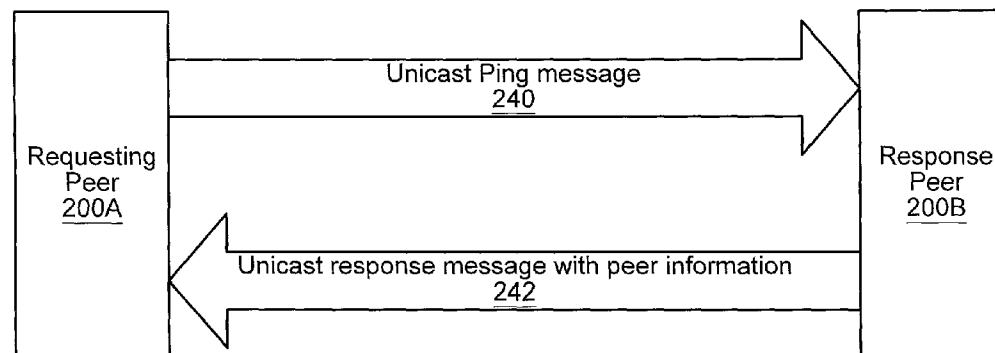 Unicast Ping message
240
Requesting
Peer
200A
Response
Peer
200B
Unicast response message with peer information
242